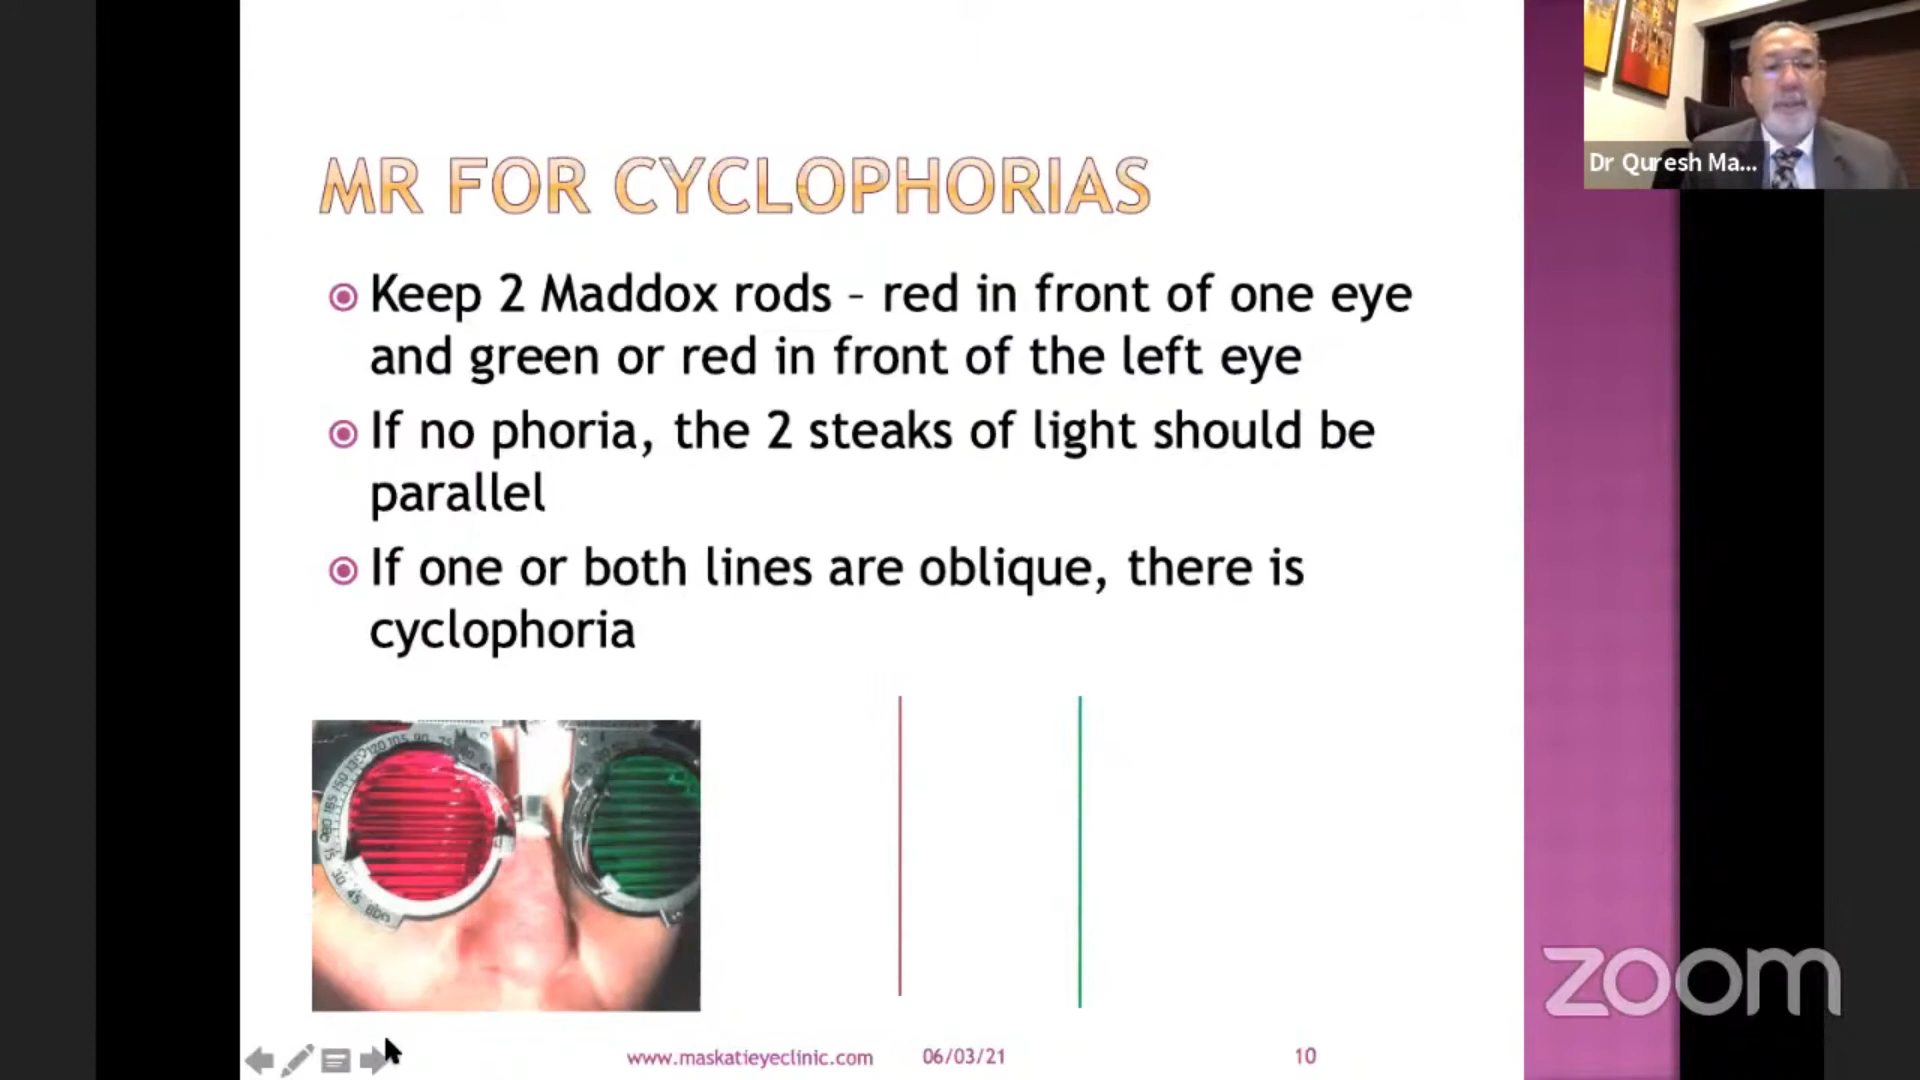 MR FOR CYCLOPHORIAS
Keep 2 Maddox rods – red in front of one eye
and green or red in front of the left eye
If no phoria, the 2 steaks of light should be
parallel
If one or both lines are oblique, there is
cyclophoria
Dr Quresh Ma...
www.maskatieyeclinic.com
06/03/21
10
zoom